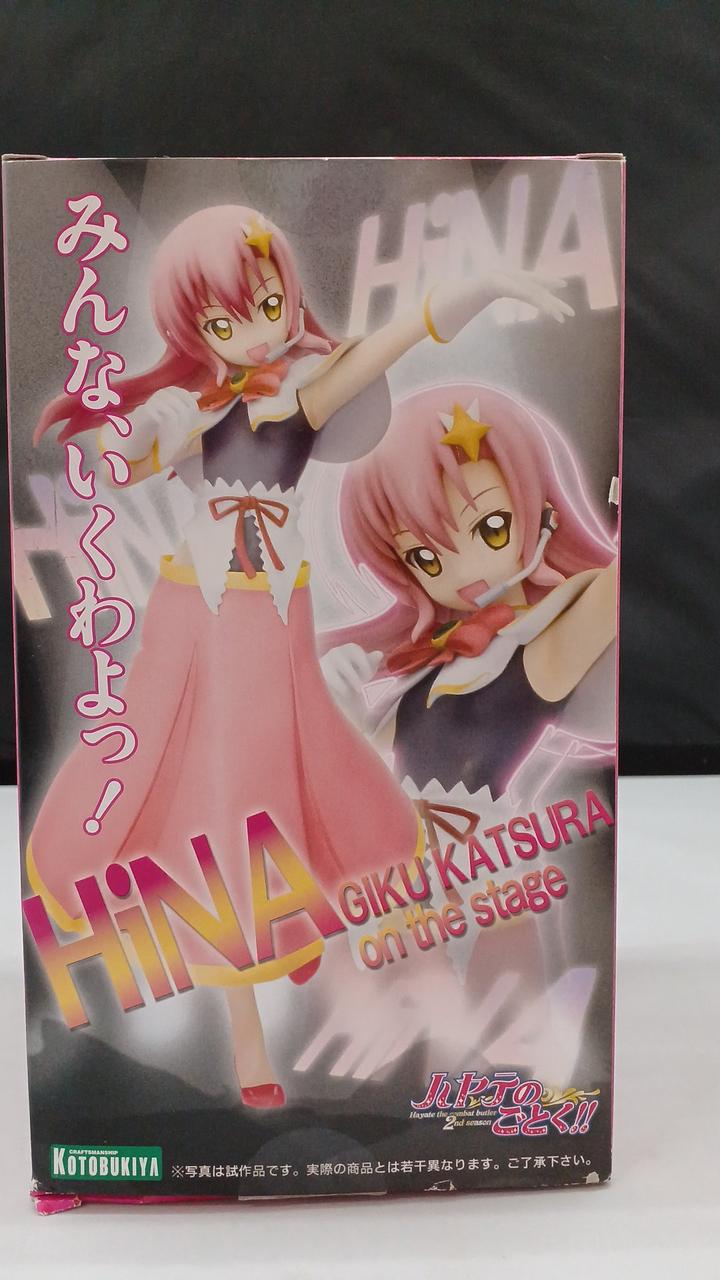 みんな、いくわよっ!
HiNA
HiNA
HiNAGIKU KATSURA
on the stage
HiNA
ハヤテのごとく!!
Hayate the combat butler
2nd season
CRAFTSMANSHIP
KOTOBUKIYA
※写真は試作品です。実際の商品とは若干異なります。ご了承下さい。